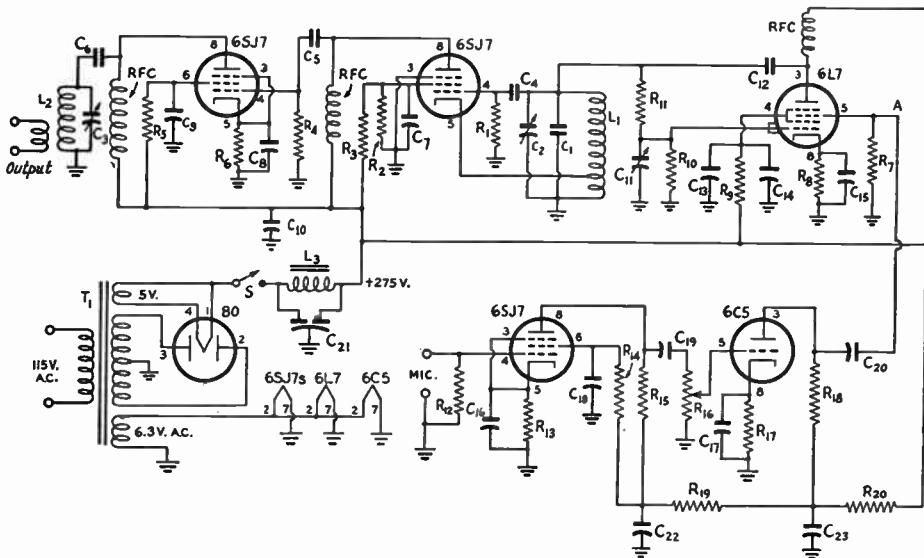 RFC
6SJ7
6SJ7
6L7
C6
L2
C3
RFC
R5
C9
R6
C8
R4
C5
RFC
R3
R2
C7
R1
C4
C2
C1
L1
R11
C11
R10
C12
C13
R9
C14
R8
C15
R7
A
8
6
3
4
5
8
6
3
4
5
3
4
5
8
Output
C10
T1
5V.
4
1
80
3
2
S
L3
+275V.
C21
115V.
A.C.
6.3V. A.C.
6SJ7s
6L7
6C5
2
7
2
7
2
7
6SJ7
6C5
MIC.
R12
C16
R13
C18
R14
R15
C19
R16
C17
R17
R18
C20
3
4
8
6
5
3
5
8
R19
R20
C22
C23